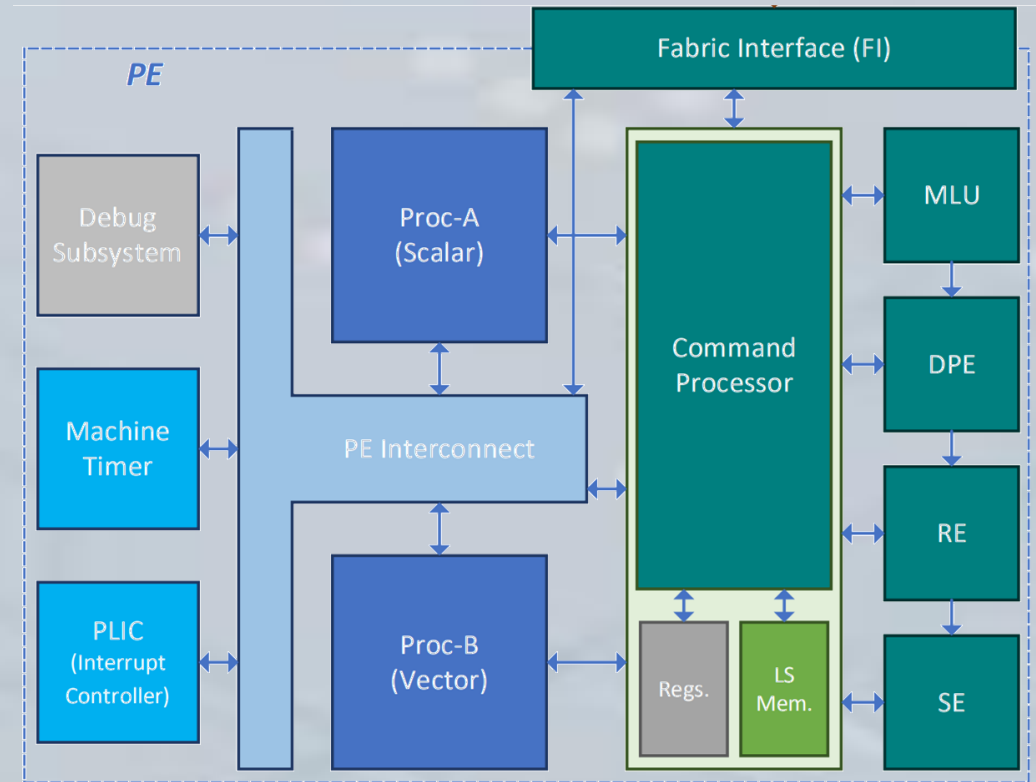 Fabric Interface (FI)
PE
Debug
Subsystem
Proc-A
(Scalar)
MLU
Command
Processor
DPE
Machine
Timer
PE Interconnect
RE
PLIC
(Interrupt
Controller)
Proc-B
(Vector)
Regs.
LS
Mem.
SE